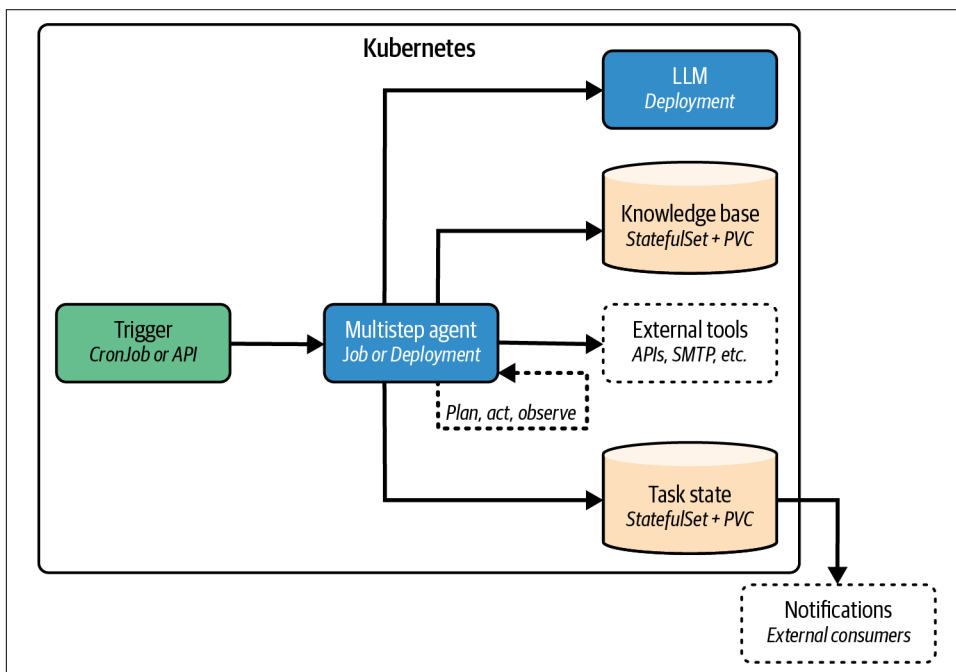 Kubernetes
LLM
Deployment
Knowledge base
StatefulSet + PVC
Trigger
CronJob or API
Multistep agent
Job or Deployment
External tools
APIs, SMTP, etc.
Plan, act, observe
Task state
StatefulSet + PVC
Notifications
External consumers